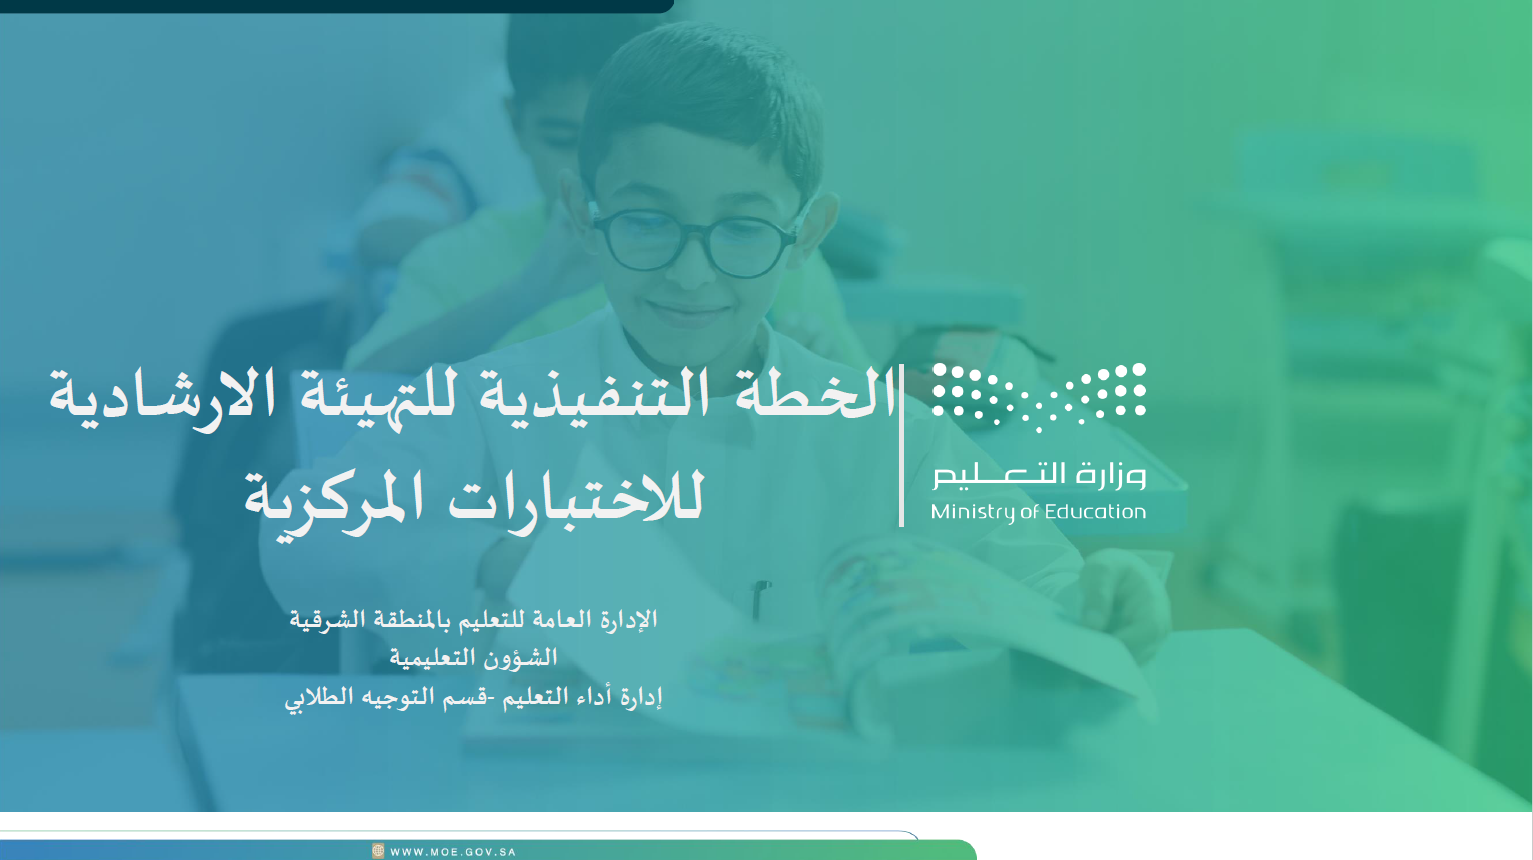 الخطة التنفيذية للتهيئة الارشادية
للاختبارات المركزية
وزارة التعـــليم
Ministry of Education
الإدارة العامة للتعليم بالمنطقة الشرقية
الشؤون التعليمية
إدارة أداء التعليم -قسم التوجيه الطلابي
WWW.MOE.GOV.SA